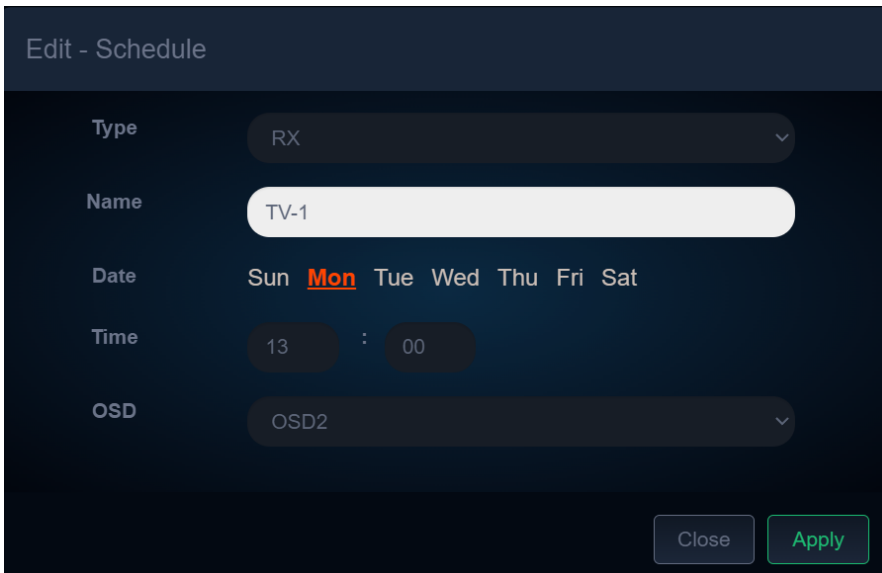 Edit - Schedule
Type RX
Name TV-1
Date Sun Mon Tue Wed Thu Fri Sat
Time 13 : 00
OSD OSD2
Close Apply